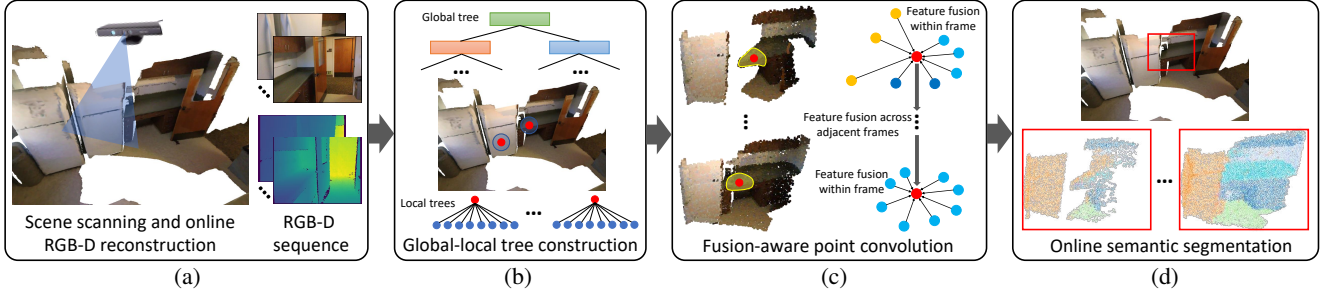 Scene scanning and online
RGB-D reconstruction
RGB-D
sequence
(a)
Global tree
...
...
Local trees
...
Global-local tree construction
(b)
Feature fusion
within frame
Feature fusion across
adjacent frames
Feature fusion
within frame
Fusion-aware point convolution
(c)
...
Online semantic segmentation
(d)